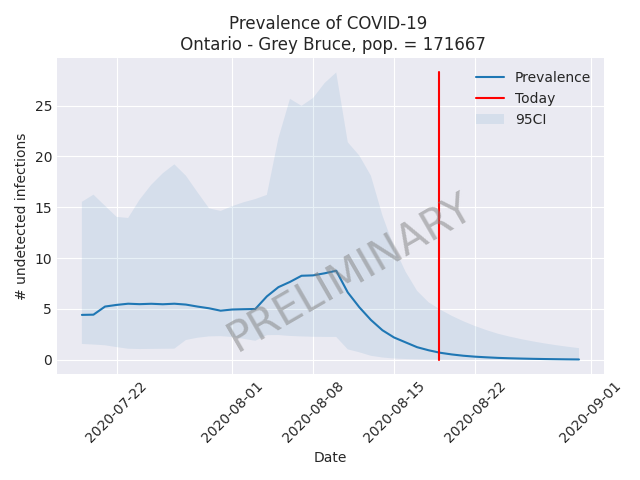 Prevalence of COVID-19
Ontario - Grey Bruce, pop. = 171667
Prevalence
Today
95CI
# undetected infections
25
20
15
10
5
0
PRELIMINARY
2020-07-22
2020-08-01
2020-08-08
2020-08-15
2020-08-22
2020-09-01
Date